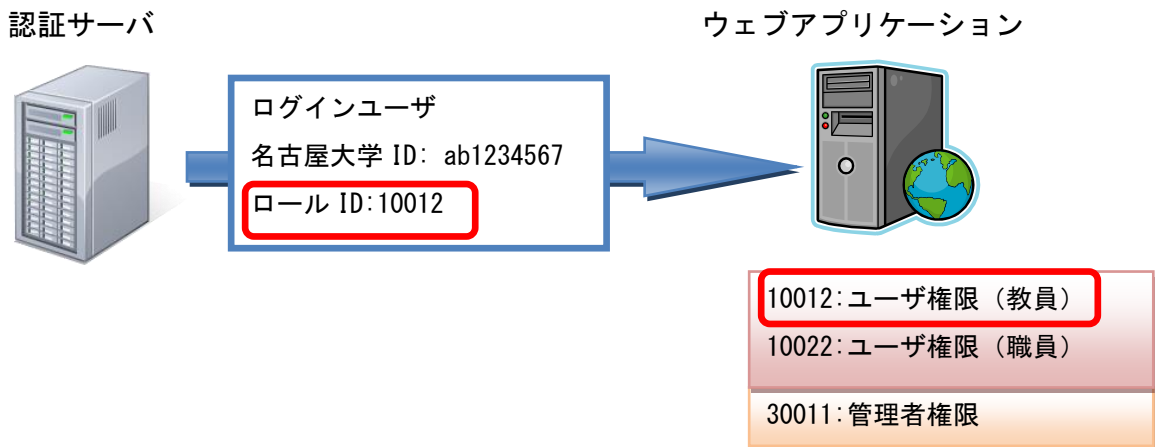 認証サーバ
ウェブアプリケーション
ログインユーザ
名古屋大学 ID: ab1234567
ロール ID:10012
10012:ユーザ権限（教員）
10022:ユーザ権限（職員）
30011:管理者権限